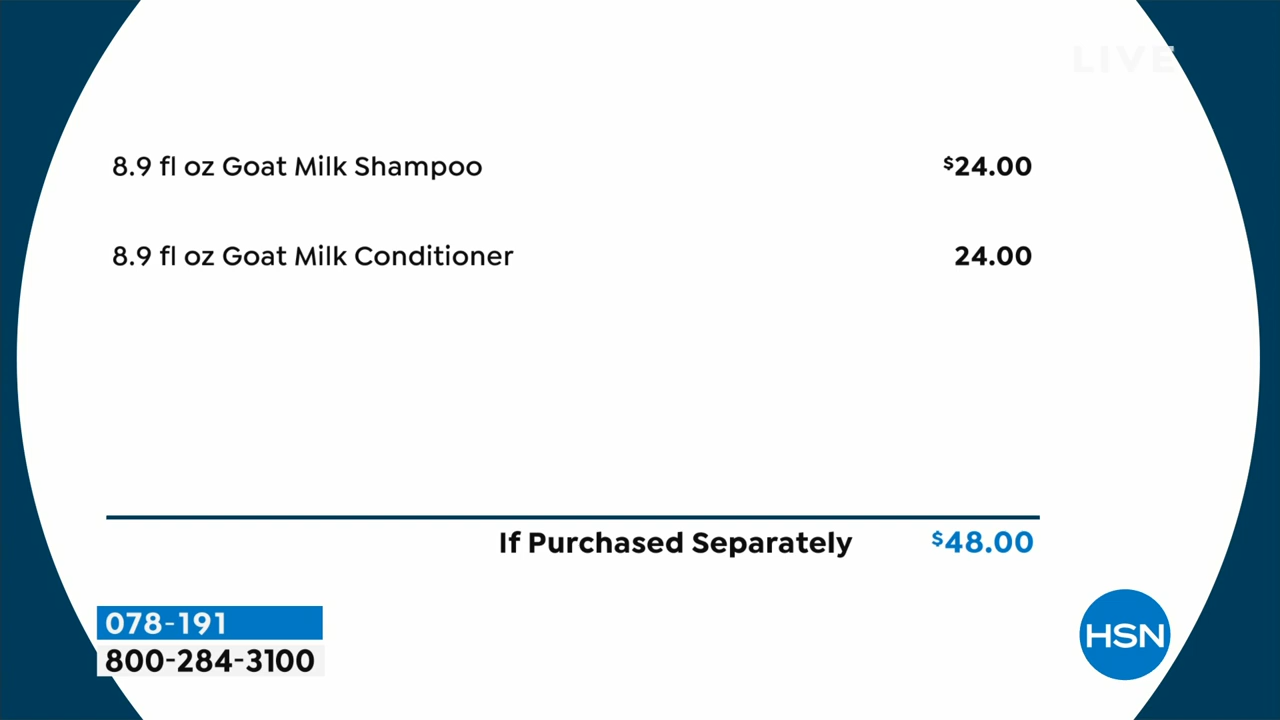 LIVE
8.9 fl oz Goat Milk Shampoo $24.00
8.9 fl oz Goat Milk Conditioner 24.00
If Purchased Separately $48.00
078-191
800-284-3100
HSN